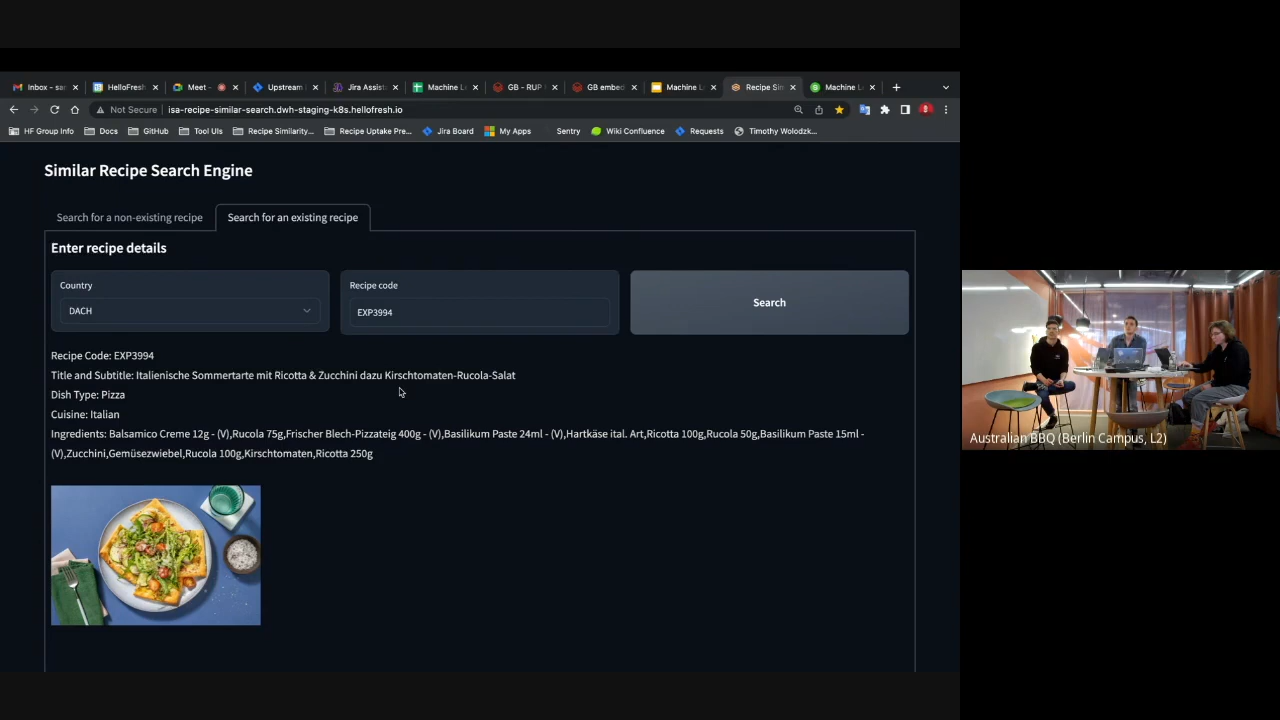 Inbox - sar
HelloFresh
Meet -
Upstream
Jira Assist
Machine Le
GB - RUP
GB embed
Machine L
Recipe Sim
Machine L
Not Secure | isa-recipe-similar-search.dwh-staging-k8s.hellofresh.io
HF Group Info
Docs
GitHub
Tool UIs
Recipe Similarity...
Recipe Uptake Pre...
Jira Board
My Apps
Sentry
Wiki Confluence
Requests
Timothy Wolodzk...
Similar Recipe Search Engine
Search for a non-existing recipe
Search for an existing recipe
Enter recipe details
Country
Recipe code
Search
DACH
EXP3994
Recipe Code: EXP3994
Title and Subtitle: Italienische Sommertarte mit Ricotta & Zucchini dazu Kirschtomaten-Rucola-Salat
Dish Type: Pizza
Cuisine: Italian
Ingredients: Balsamico Creme 12g - (V),Rucola 75g,Frischer Blech-Pizzateig 400g - (V),Basilikum Paste 24ml - (V),Hartkäse ital. Art,Ricotta 100g,Rucola 50g,Basilikum Paste 15ml -
(V),Zucchini,Gemüsezwiebel,Rucola 100g,Kirschtomaten,Ricotta 250g
Australian BBQ (Berlin Campus, L2)